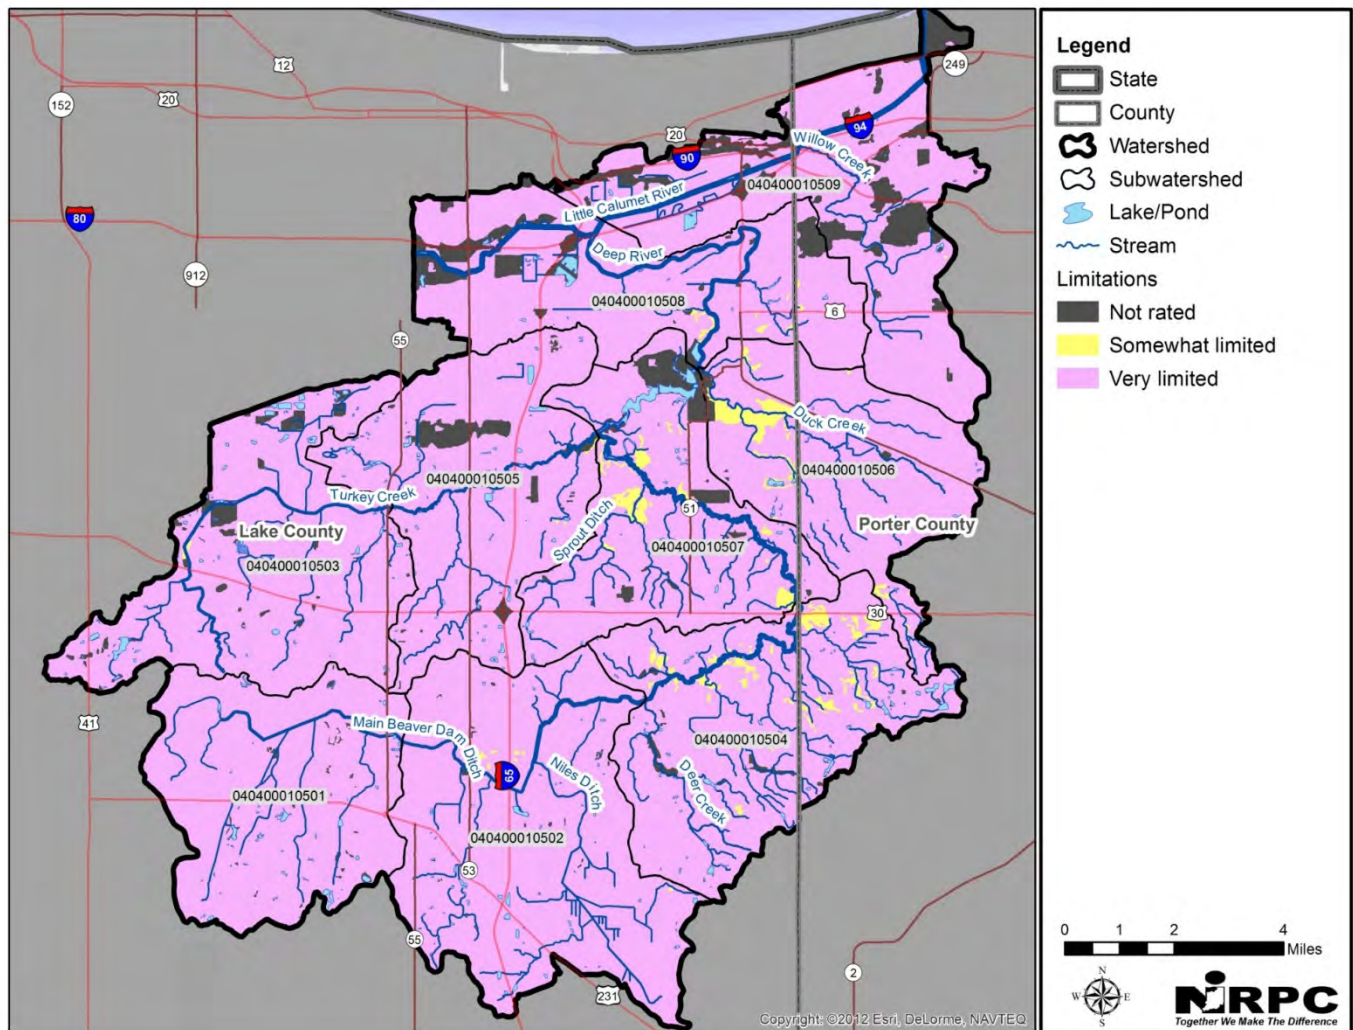 12
249
152
20
20
94
90
Willow Creek,
040400010509
Little Calumet River
80
Deep River
912
040400010508
6
55
Duck Creek
040400010506
040400010505
Turkey Creek
51
Porter County
Lake County
Sprout Ditch
040400010507
040400010503
30
41
Main Beaver Dam Ditch
040400010504
65
Niles Ditch
Deer Creek
040400010501
040400010502
53
55
2
231
Copyright: ©2012 Esri, DeLorme, NAVTEQ
Legend
State
County
Watershed
Subwatershed
Lake/Pond
Stream
Limitations
Not rated
Somewhat limited
Very limited
0 1 2 4
Miles
N
W E
S
NIRPC
Together We Make The Difference